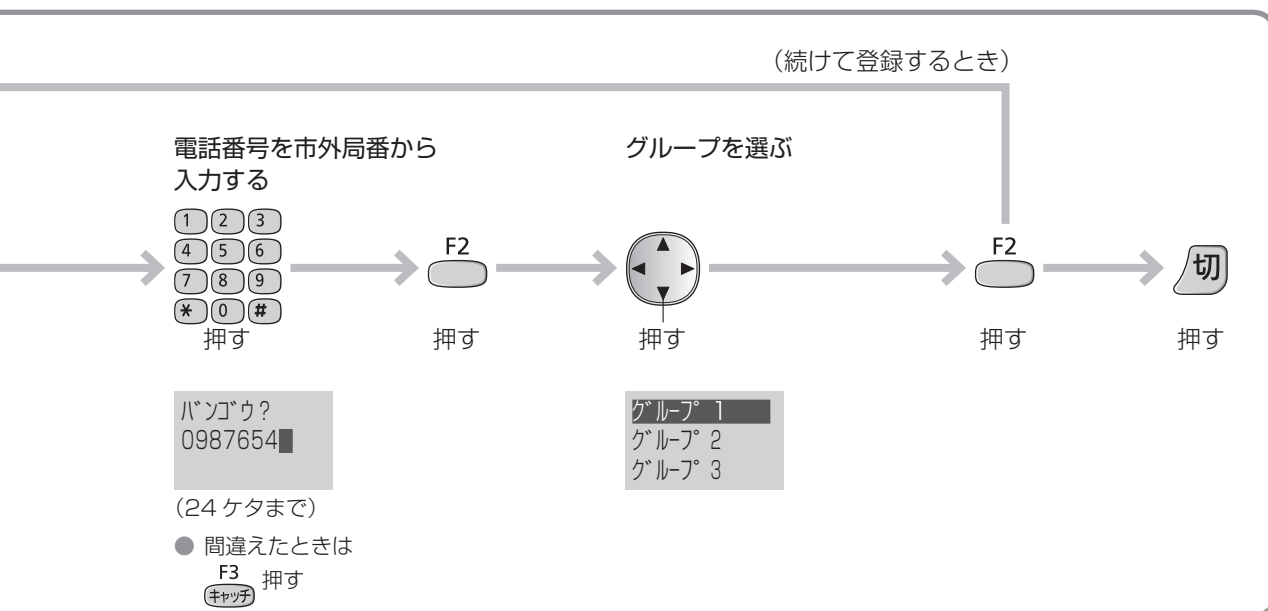 （続けて登録するとき）
電話番号を市外局番から
入力する
グループを選ぶ
1 2 3
4 5 6
7 8 9
* 0 #
F2
F2
切
押す
押す
押す
押す
押す
ﾊﾞﾝｺﾞｳ?
0987654
（24 ケタまで）
● 間違えたときは
F3
キャッチ
押す
ｸﾞﾙｰﾌﾟ 1
ｸﾞﾙｰﾌﾟ 2
ｸﾞﾙｰﾌﾟ 3